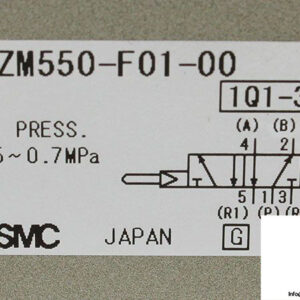 ZM550-F01-00
1Q1-3
PRESS.
(A) (B)
5~0.7MPa
4 2
5 1 3
(R1) (P) (R
SMC JAPAN G